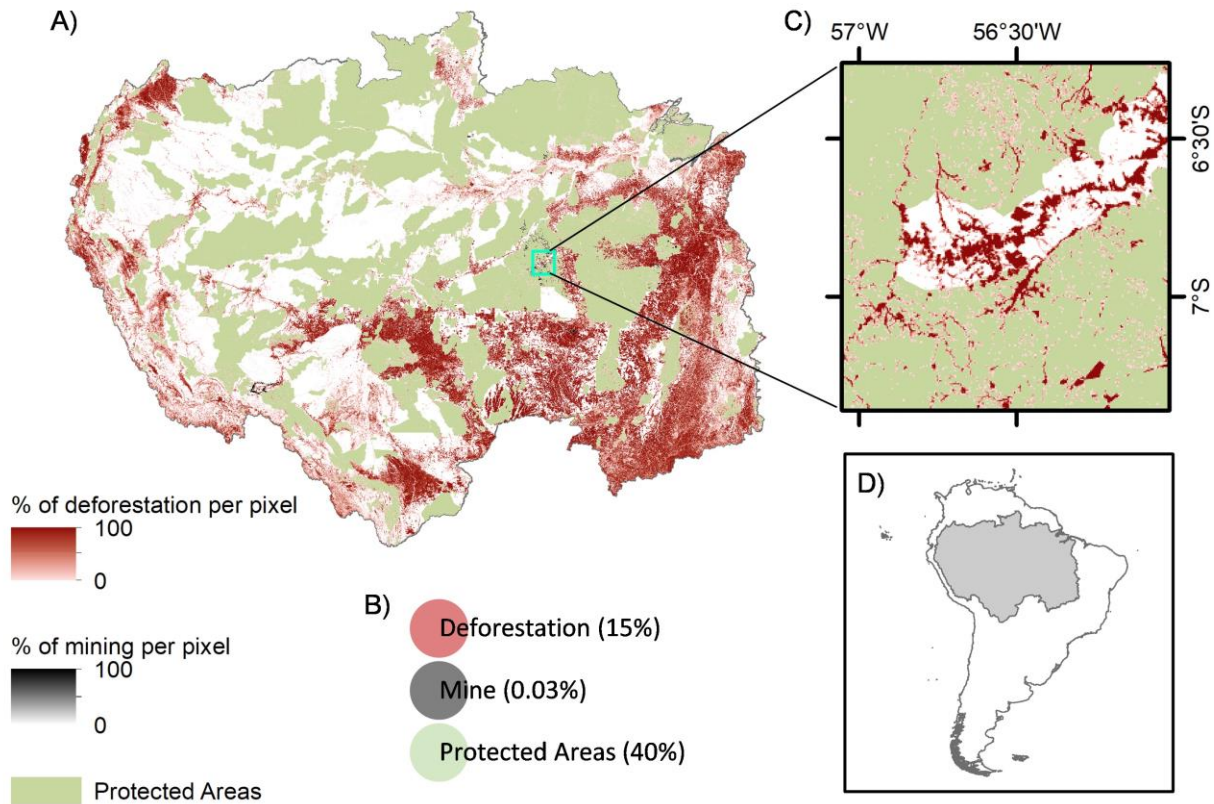 A)
C)
57°W
56°30'W
6°30'S
7°S
% of deforestation per pixel
100
0
% of mining per pixel
100
0
Protected Areas
B)
Deforestation (15%)
Mine (0.03%)
Protected Areas (40%)
D)